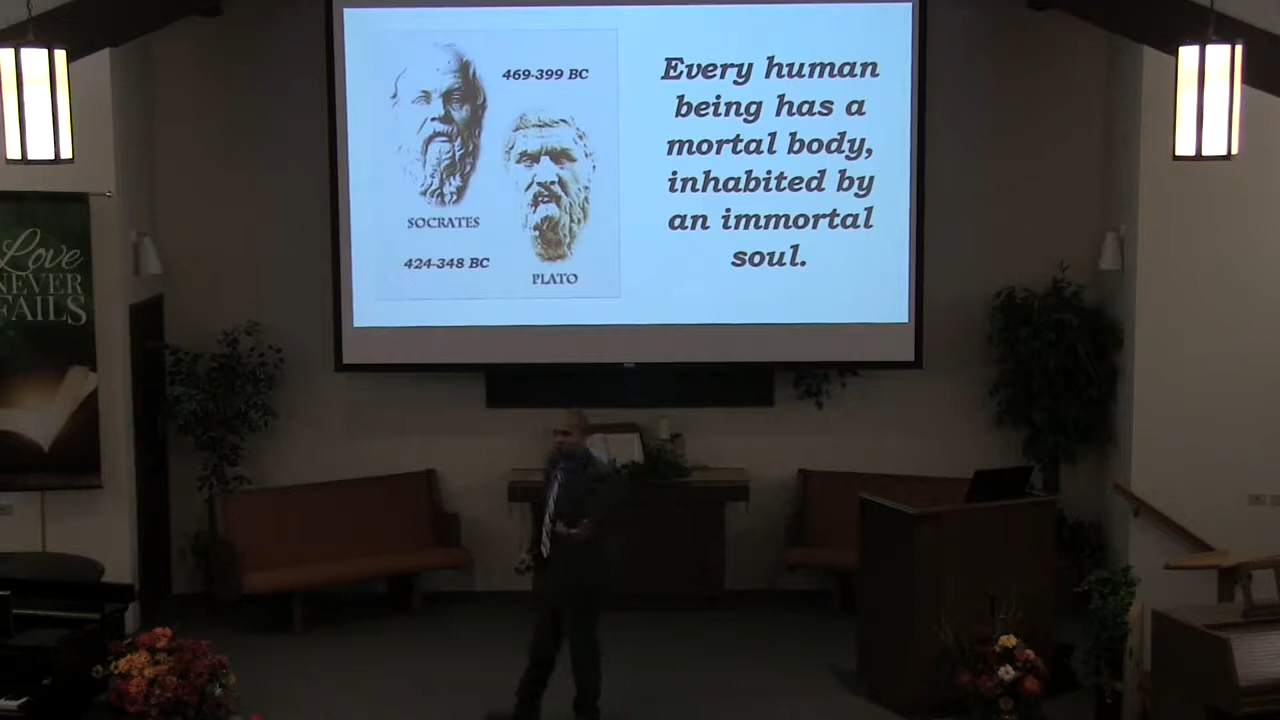 469-399 BC
SOCRATES
424-348 BC
PLATO
Every human
being has a
mortal body,
inhabited by
an immortal
soul.
Love
NEVER
FAILS